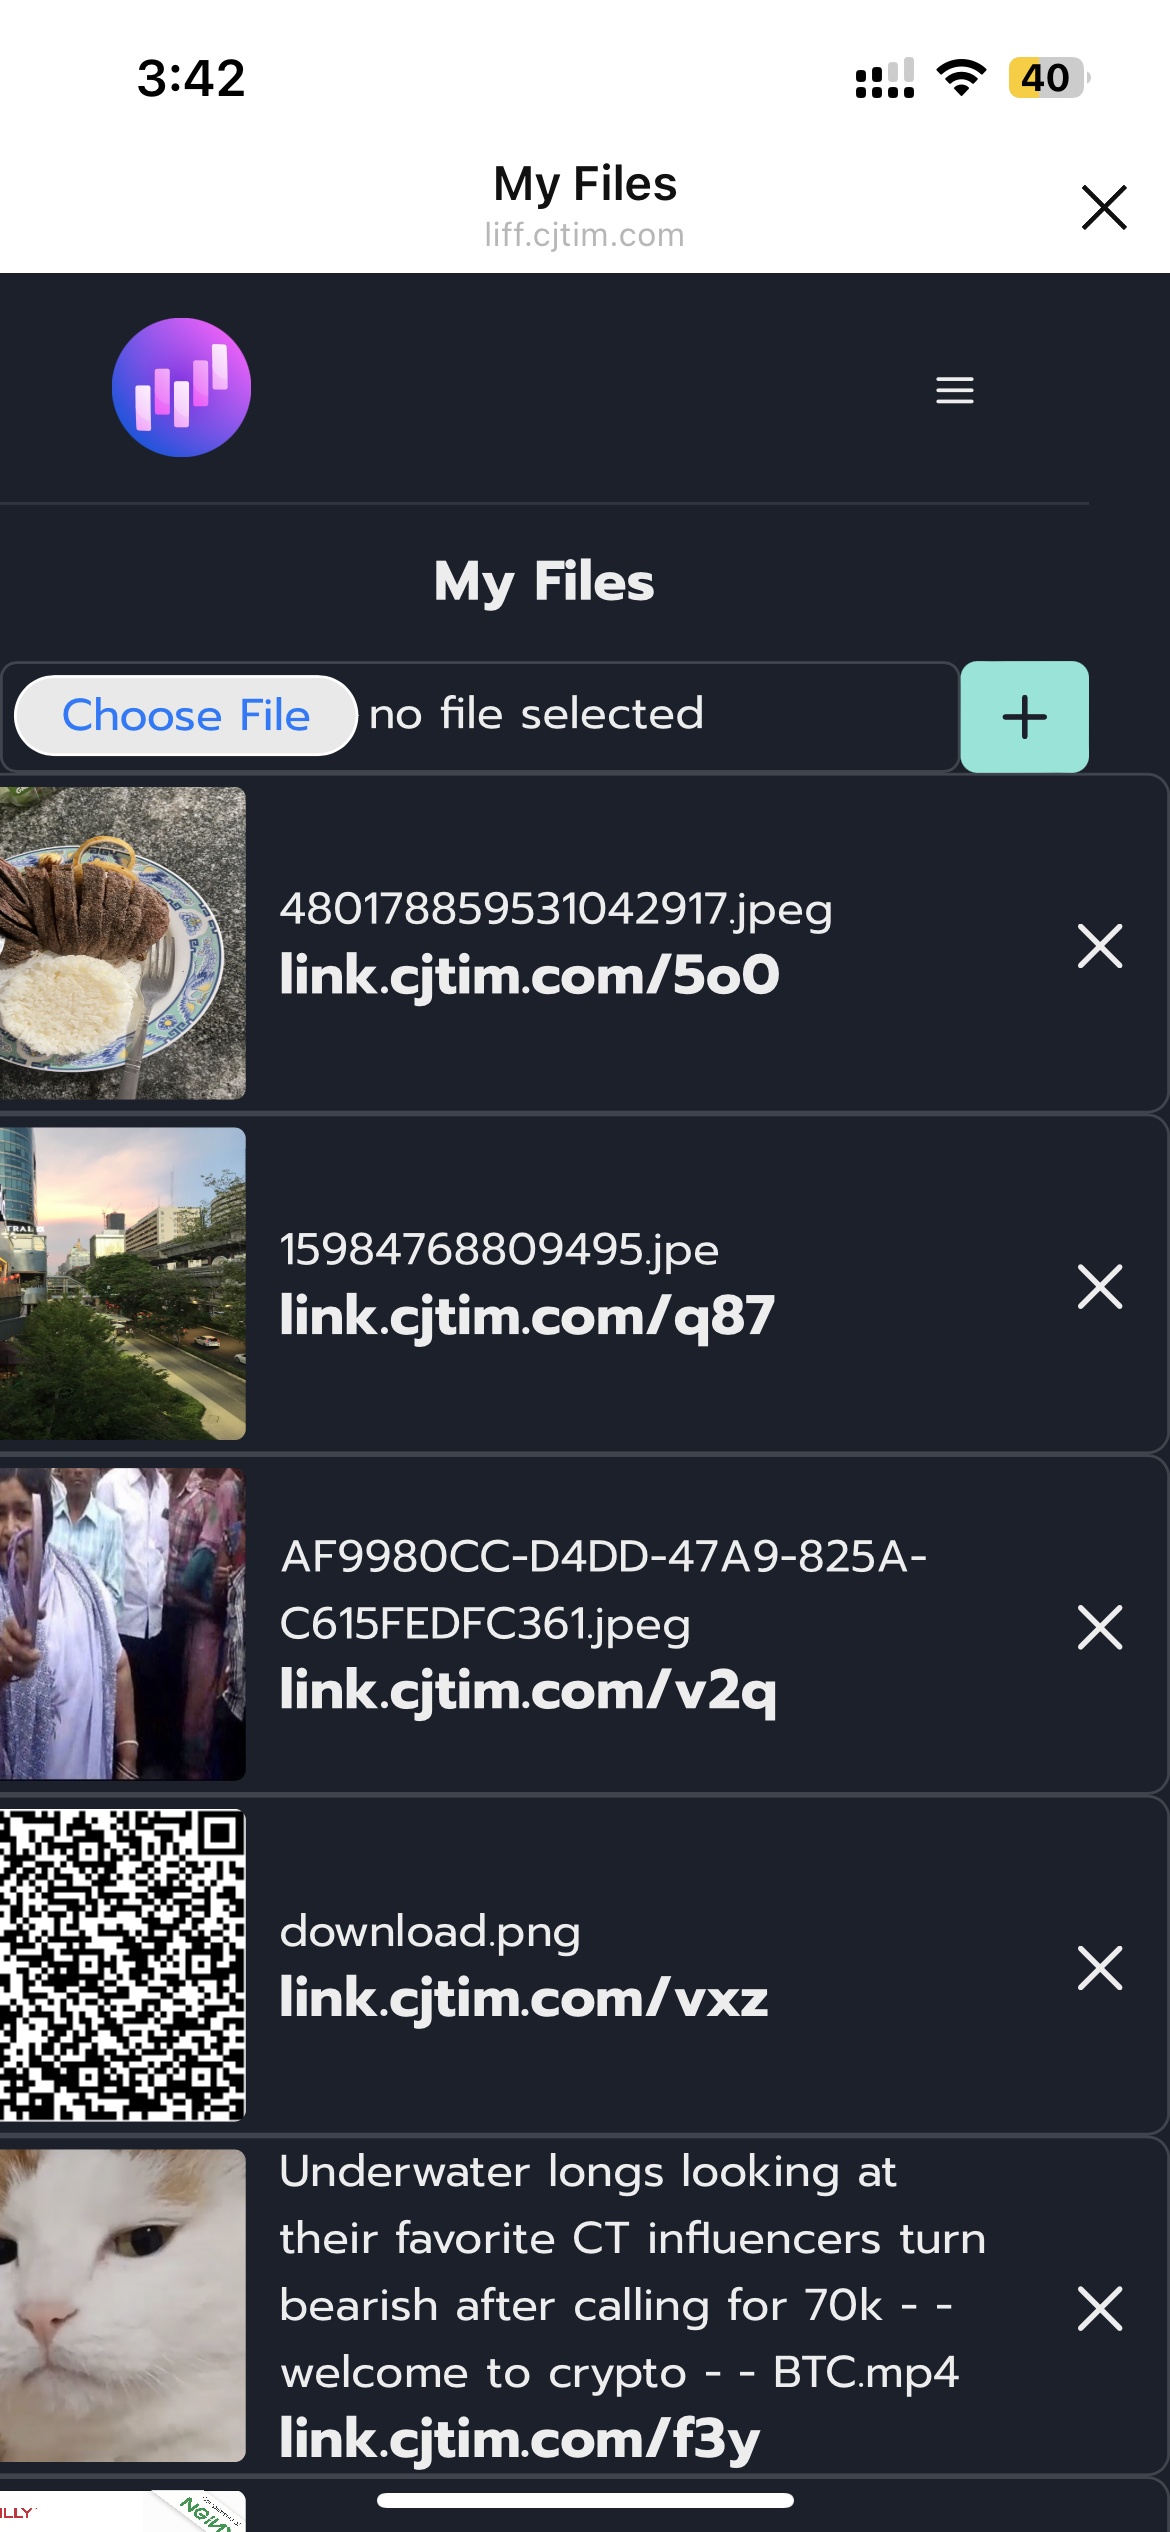 3:42
40
My Files
liff.cjtim.com
My Files
Choose File no file selected
+
480178859531042917.jpeg
link.cjtim.com/5o0
TRAL
15984768809495.jpe
link.cjtim.com/q87
AF9980CC-D4DD-47A9-825A-
C615FEDFC361.jpeg
link.cjtim.com/v2q
download.png
link.cjtim.com/vxz
Underwater longs looking at
their favorite CT influencers turn
bearish after calling for 70k - -
welcome to crypto - - BTC.mp4
link.cjtim.com/f3y
ILLY